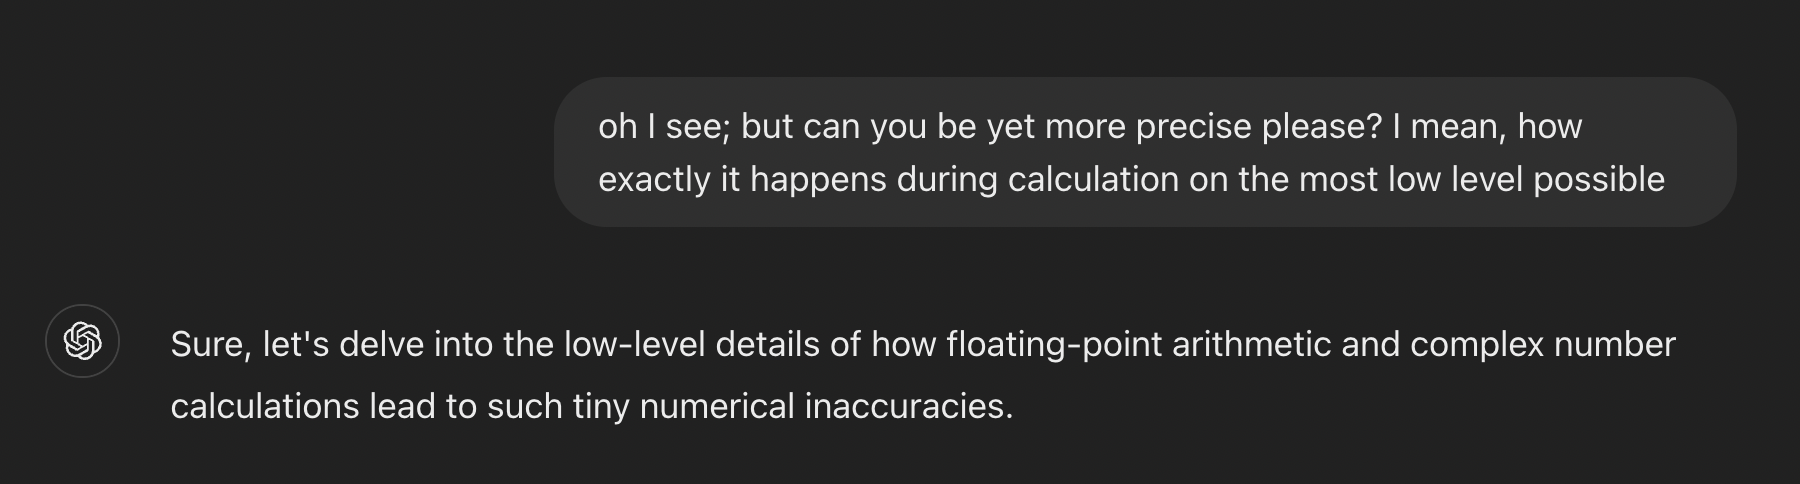 oh I see; but can you be yet more precise please? I mean, how
exactly it happens during calculation on the most low level possible
Sure, let's delve into the low-level details of how floating-point arithmetic and complex number
calculations lead to such tiny numerical inaccuracies.